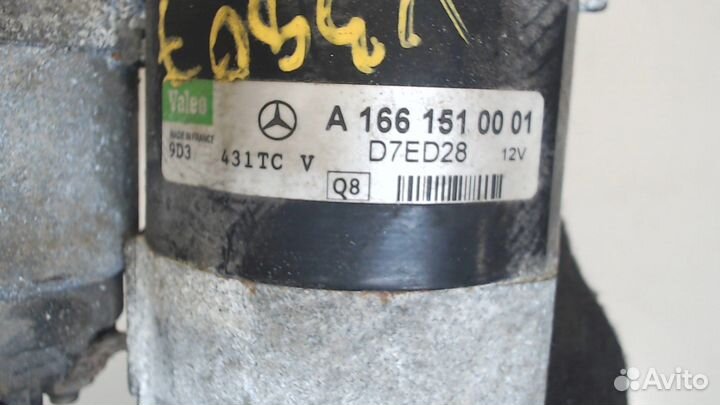 Valeo
A 166 151 00 01
MADE IN FRANCE
D7ED28 12V
9D3 431TC V
Q8
Avito